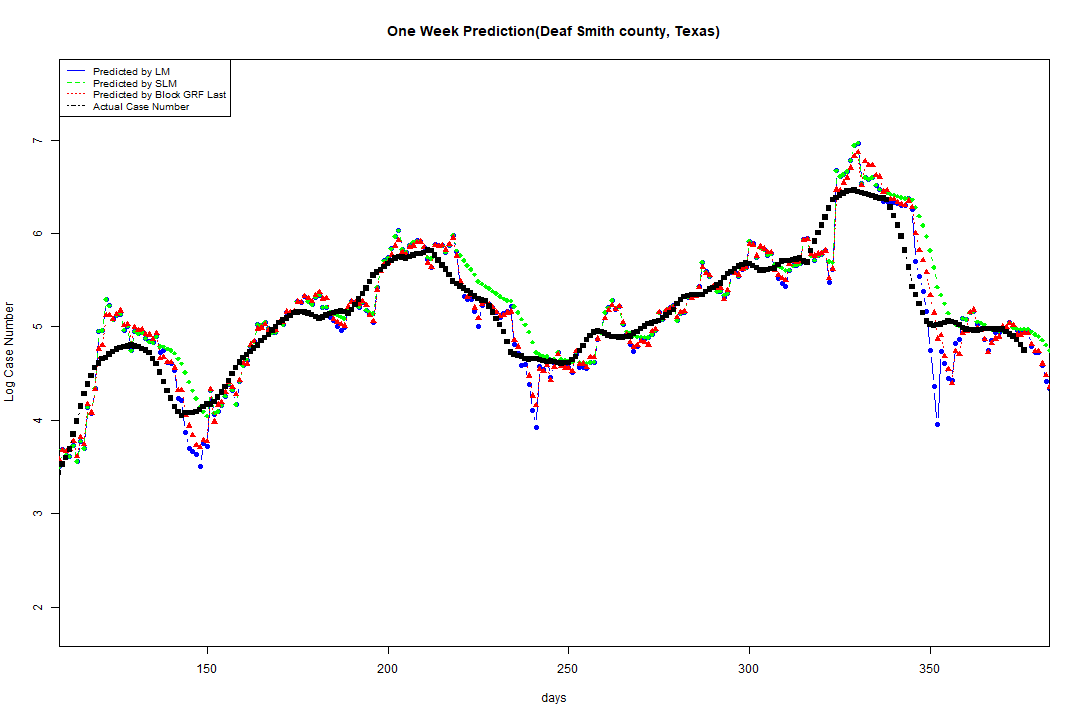 One Week Prediction(Deaf Smith county, Texas)
Predicted by LM
Predicted by SLM
Predicted by Block GRF Last
Actual Case Number
Log Case Number
7
6
5
4
3
2
150 200 250 300 350
days